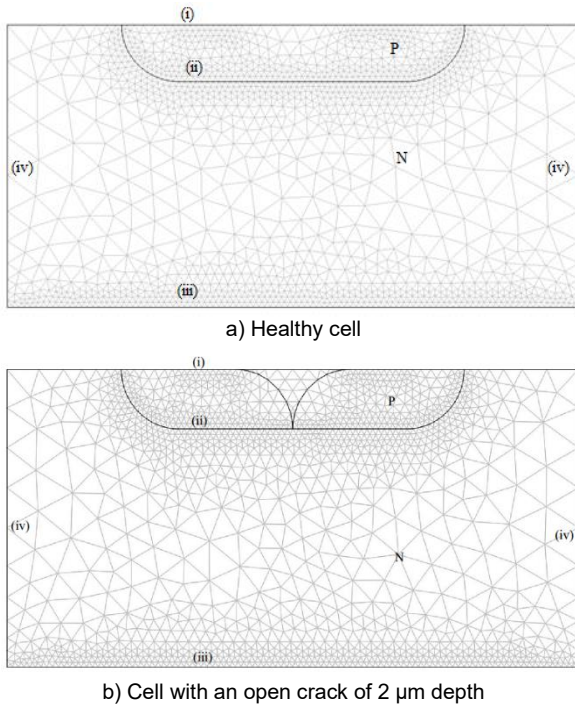 (i)
P
(ii)
N
(iv)
(iv)
(iii)
a) Healthy cell
(i)
P
(ii)
(iv)
(iv)
N
(iii)
b) Cell with an open crack of 2 µm depth